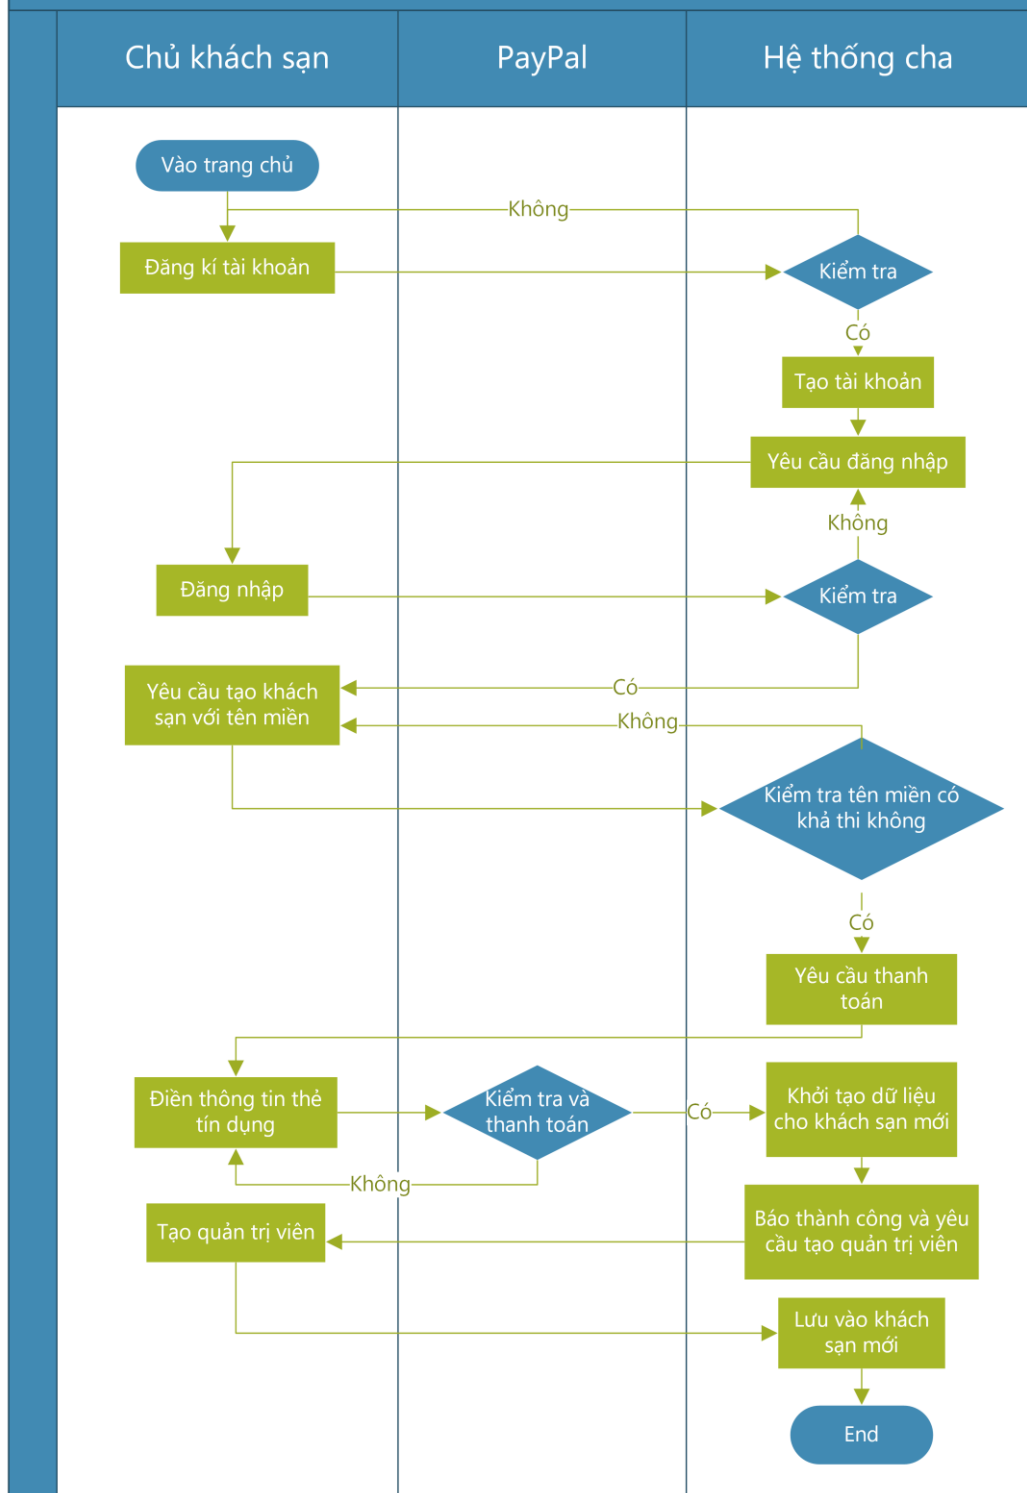 Chủ khách sạn
PayPal
Hệ thống cha
Vào trang chủ
Không
Đăng kí tài khoản
Kiểm tra
Có
Tạo tài khoản
Yêu cầu đăng nhập
Không
Đăng nhập
Kiểm tra
Có
Yêu cầu tạo khách
sạn với tên miền
Không
Kiểm tra tên miền có
khả thi không
Có
Yêu cầu thanh
toán
Điền thông tin thẻ
tín dụng
Kiểm tra và
thanh toán
Có
Khởi tạo dữ liệu
cho khách sạn mới
Không
Tạo quản trị viên
Báo thành công và yêu
cầu tạo quản trị viên
Lưu vào khách
sạn mới
End